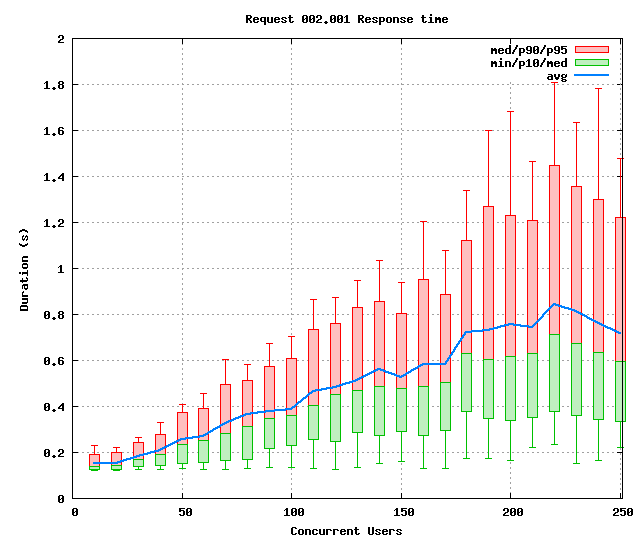 Request 002.001 Response time
med/p90/p95
min/p10/med
avg
2
1.8
1.6
1.4
1.2
1
0.8
0.6
0.4
0.2
0
Duration (s)
0 50 100 150 200 250
Concurrent Users